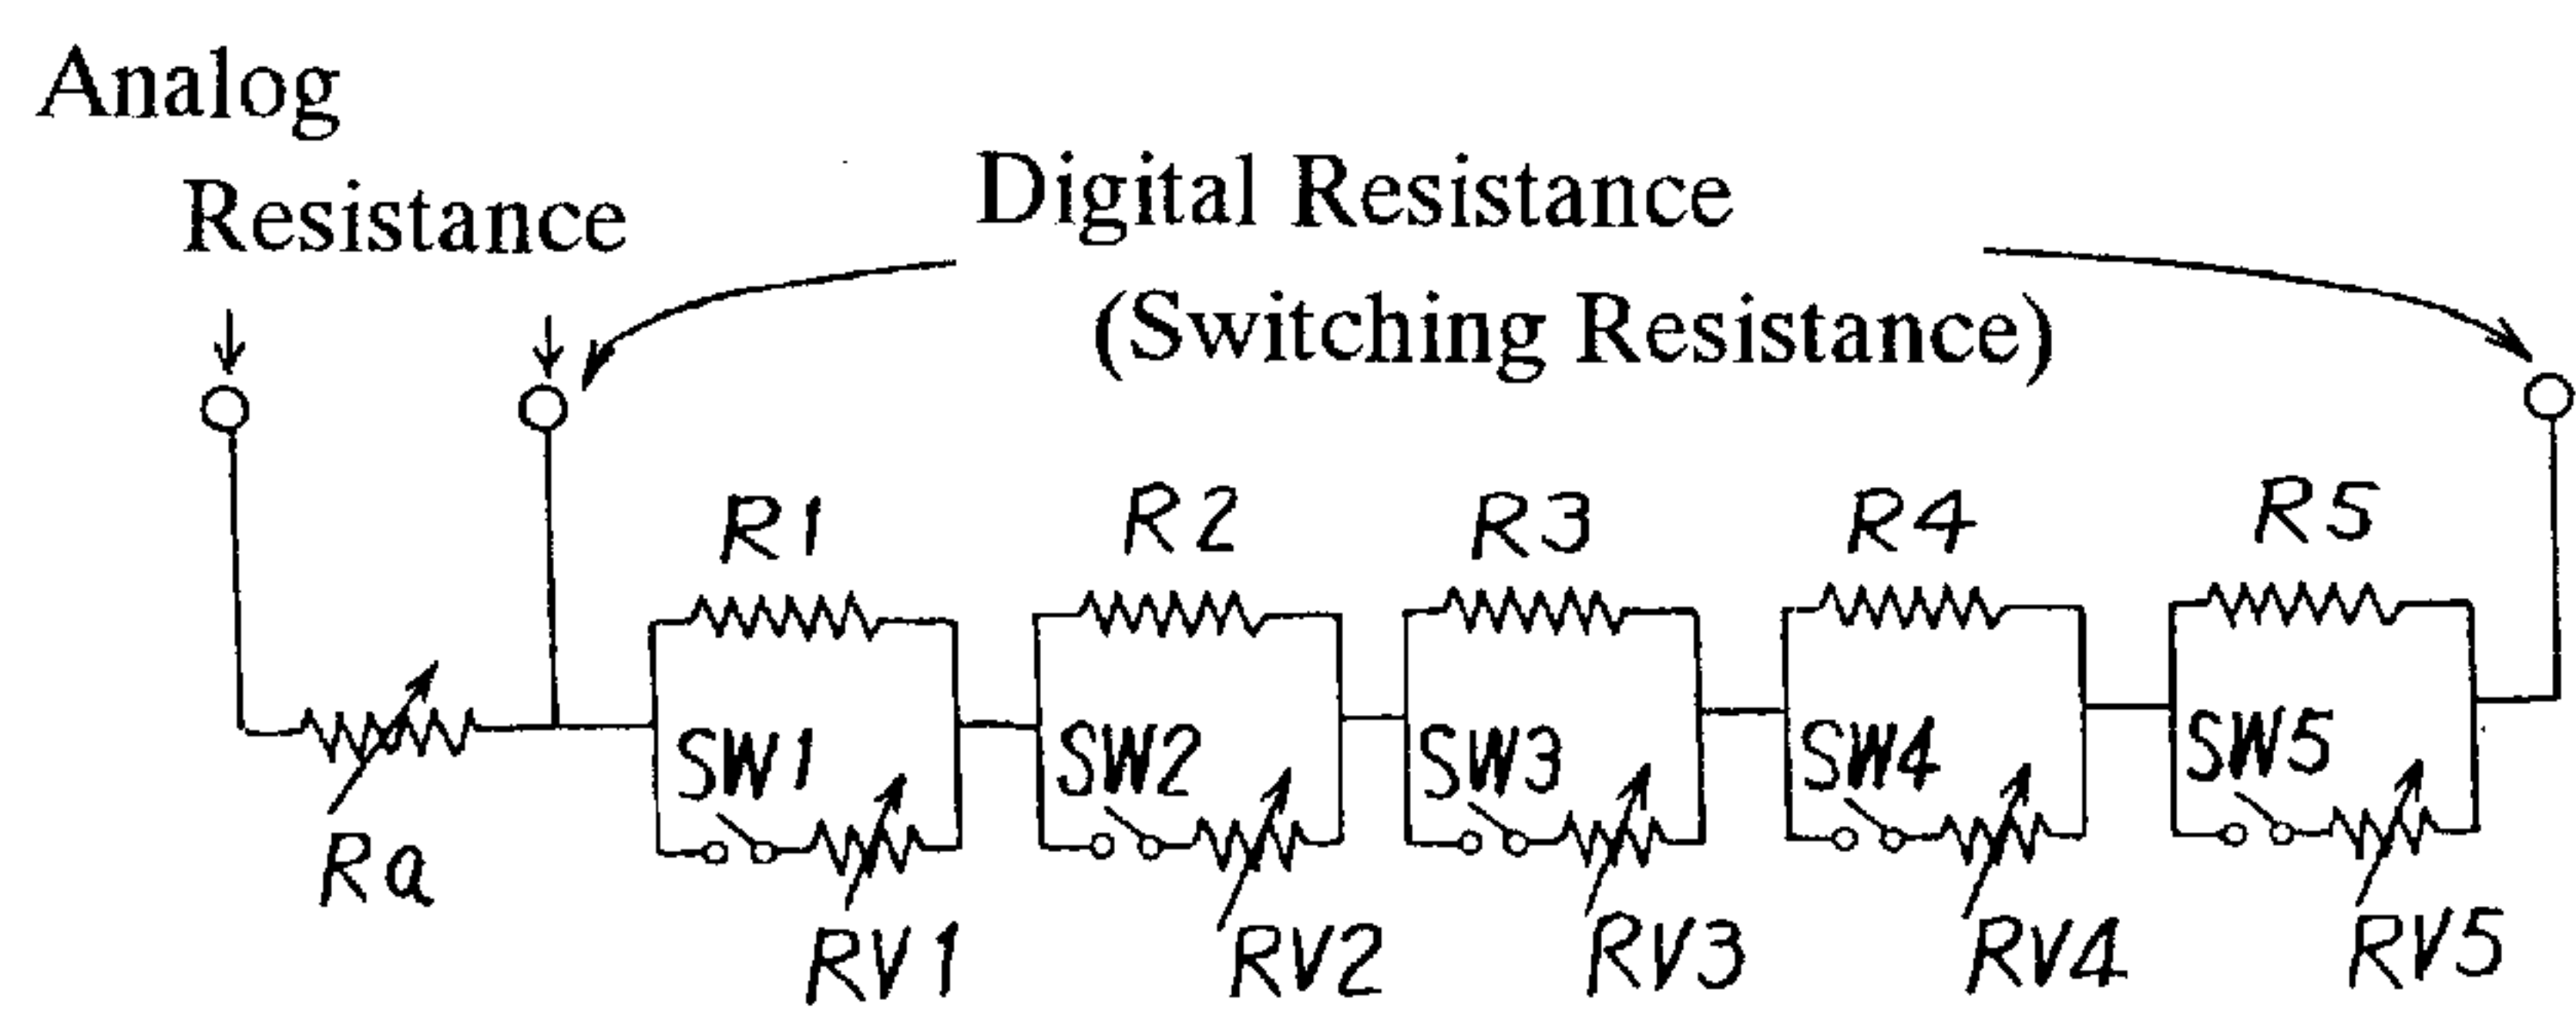 Analog
Resistance
Digital Resistance
(Switching Resistance)
R1 R2 R3 R4 R5
SW1 SW2 SW3 SW4 SW5
Ra
RV1 RV2 RV3 RV4 RV5